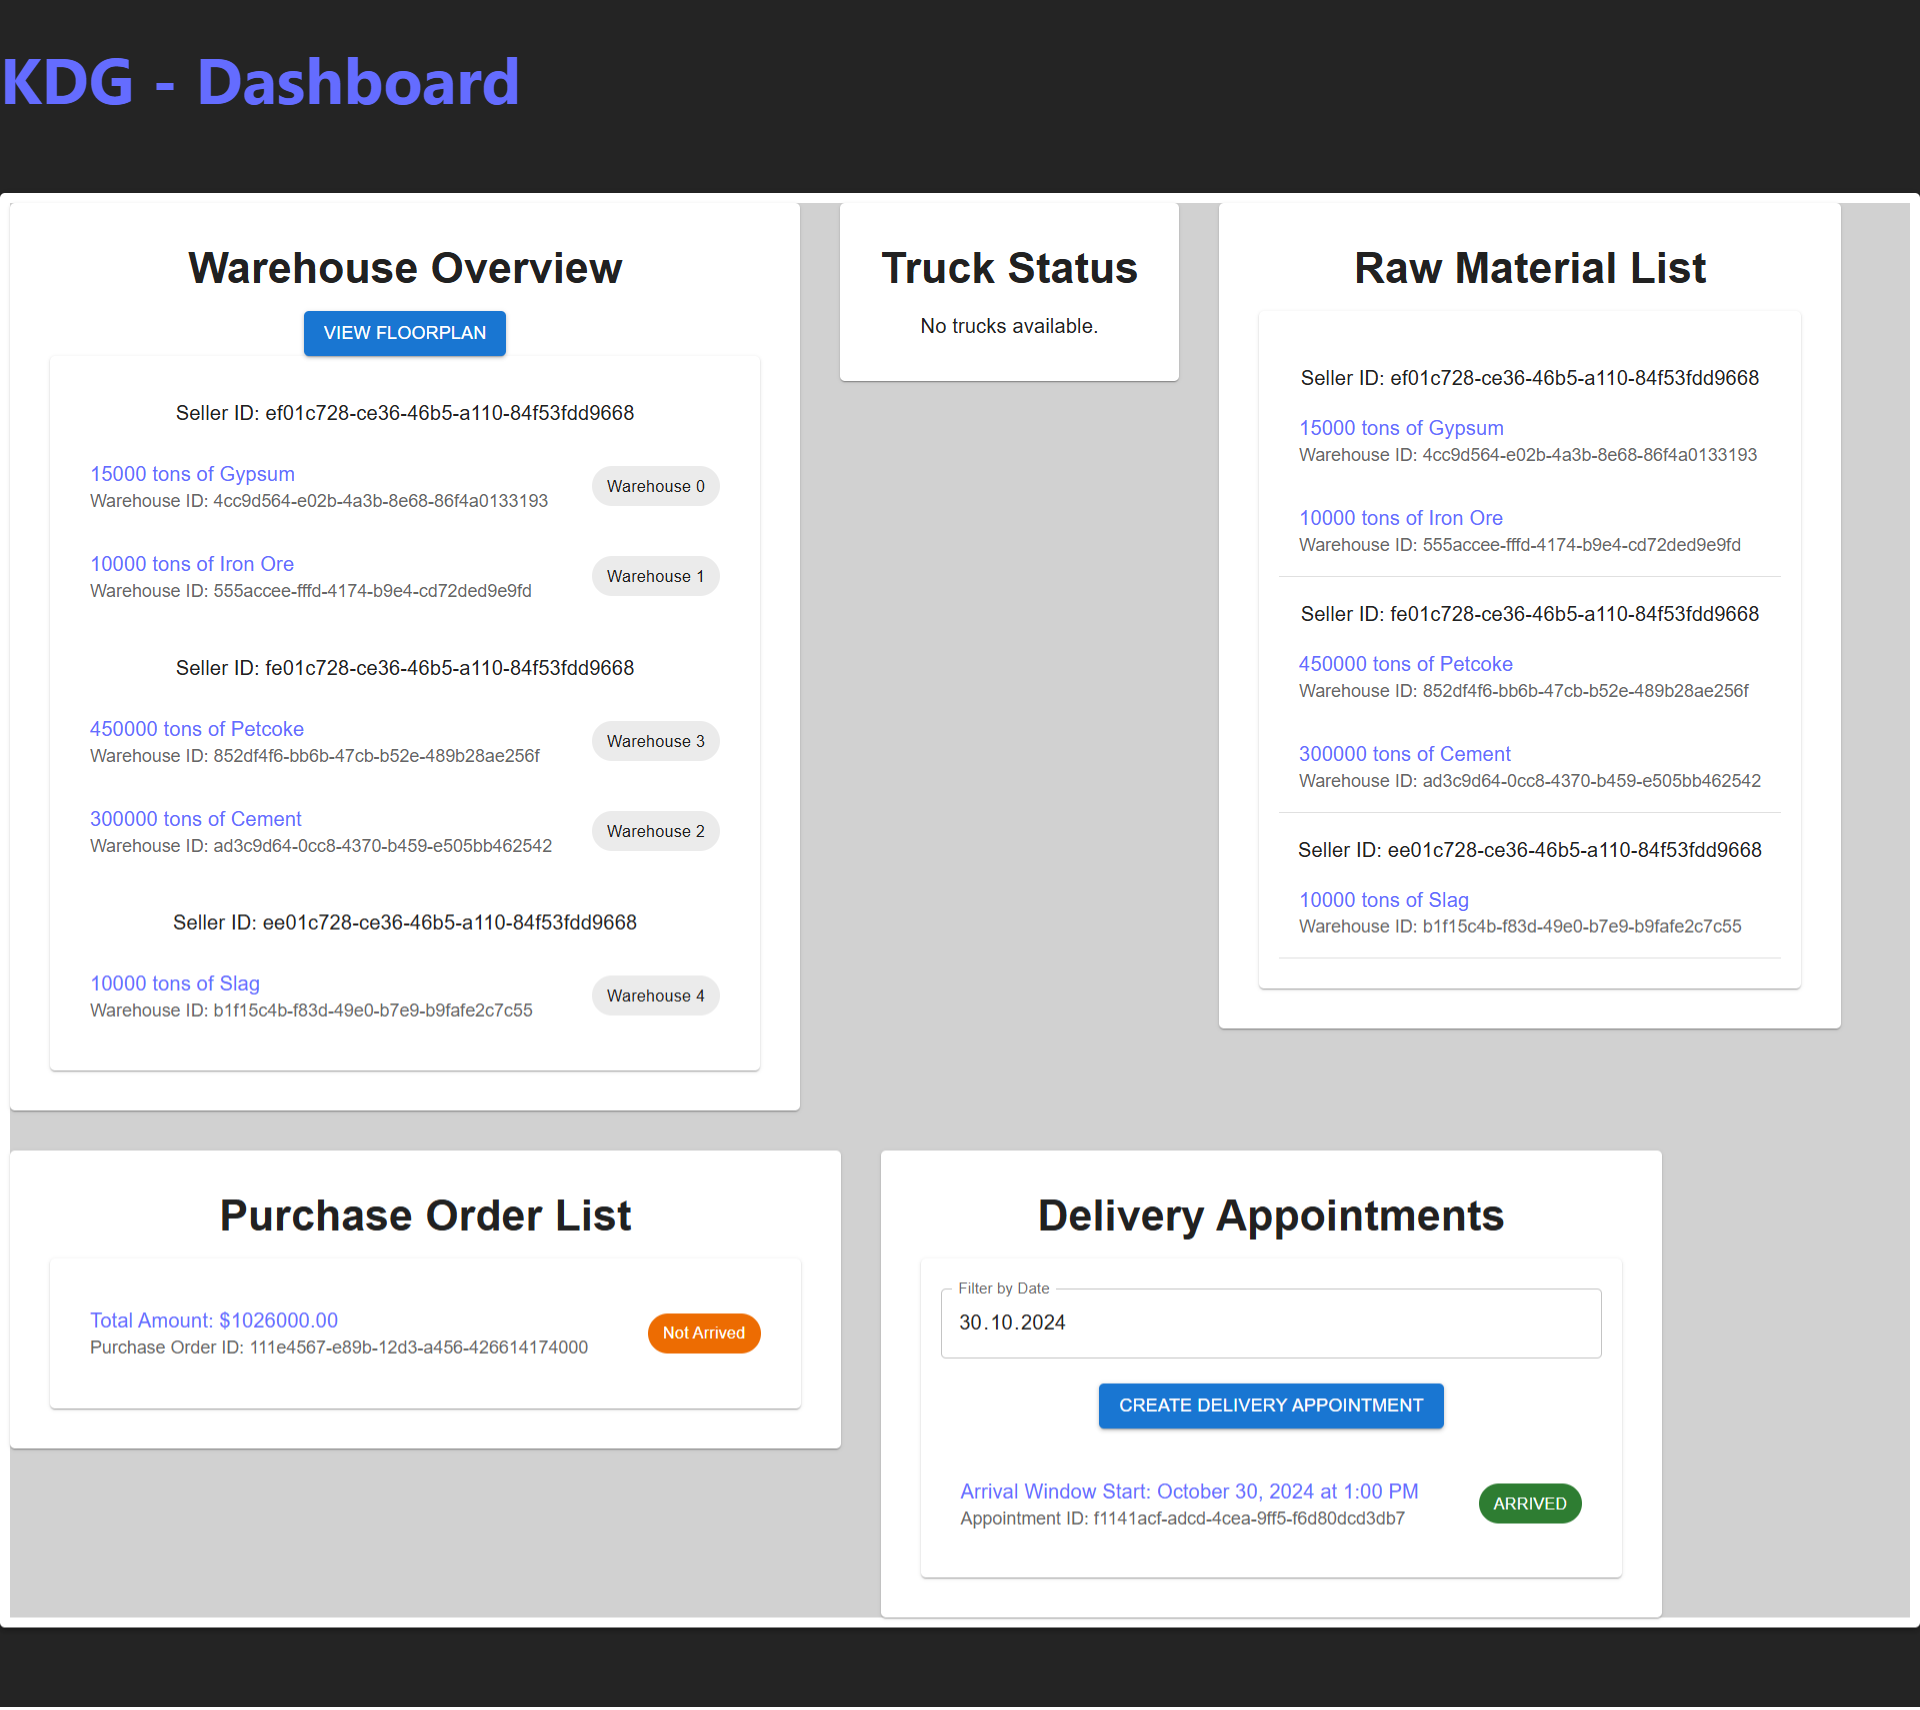 KDG - Dashboard
Warehouse Overview
VIEW FLOORPLAN
Seller ID: ef01c728-ce36-46b5-a110-84f53fdd9668
15000 tons of Gypsum
Warehouse ID: 4cc9d564-e02b-4a3b-8e68-86f4a0133193
Warehouse 0
10000 tons of Iron Ore
Warehouse ID: 555accee-fffd-4174-b9e4-cd72ded9e9fd
Warehouse 1
Seller ID: fe01c728-ce36-46b5-a110-84f53fdd9668
450000 tons of Petcoke
Warehouse ID: 852df4f6-bb6b-47cb-b52e-489b28ae256f
Warehouse 3
300000 tons of Cement
Warehouse ID: ad3c9d64-0cc8-4370-b459-e505bb462542
Warehouse 2
Seller ID: ee01c728-ce36-46b5-a110-84f53fdd9668
10000 tons of Slag
Warehouse ID: b1f15c4b-f83d-49e0-b7e9-b9fafe2c7c55
Warehouse 4
Truck Status
No trucks available.
Raw Material List
Seller ID: ef01c728-ce36-46b5-a110-84f53fdd9668
15000 tons of Gypsum
Warehouse ID: 4cc9d564-e02b-4a3b-8e68-86f4a0133193
10000 tons of Iron Ore
Warehouse ID: 555accee-fffd-4174-b9e4-cd72ded9e9fd
Seller ID: fe01c728-ce36-46b5-a110-84f53fdd9668
450000 tons of Petcoke
Warehouse ID: 852df4f6-bb6b-47cb-b52e-489b28ae256f
300000 tons of Cement
Warehouse ID: ad3c9d64-0cc8-4370-b459-e505bb462542
Seller ID: ee01c728-ce36-46b5-a110-84f53fdd9668
10000 tons of Slag
Warehouse ID: b1f15c4b-f83d-49e0-b7e9-b9fafe2c7c55
Purchase Order List
Total Amount: $1026000.00
Purchase Order ID: 111e4567-e89b-12d3-a456-426614174000
Not Arrived
Delivery Appointments
Filter by Date
30.10.2024
CREATE DELIVERY APPOINTMENT
Arrival Window Start: October 30, 2024 at 1:00 PM
Appointment ID: f1141acf-adcd-4cea-9ff5-f6d80dcd3db7
ARRIVED